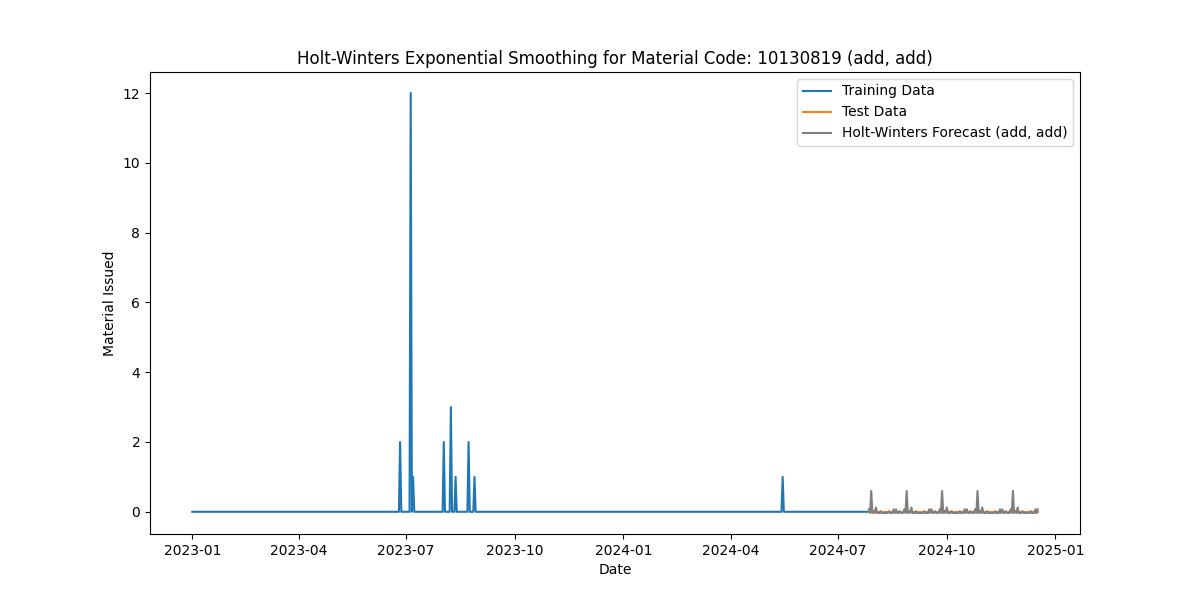 Holt-Winters Exponential Smoothing for Material Code: 10130819 (add, add)
Training Data
Test Data
Holt-Winters Forecast (add, add)
12
10
8
6
4
2
0
Material Issued
2023-01
2023-04
2023-07
2023-10
2024-01
2024-04
2024-07
2024-10
2025-01
Date